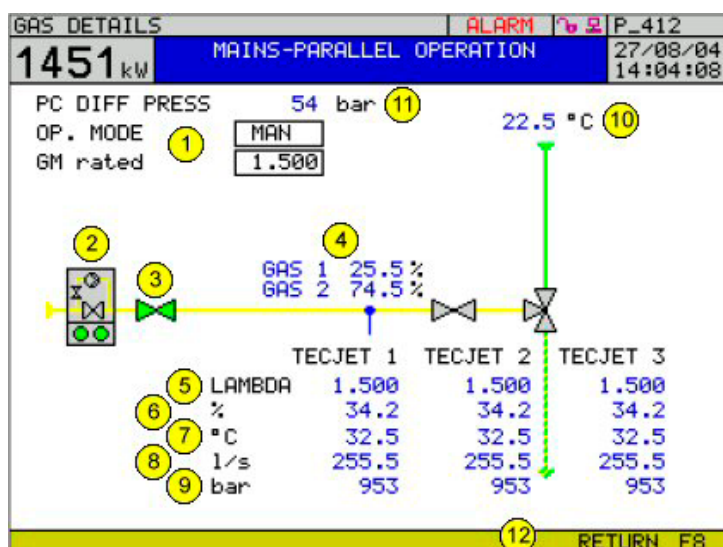 GAS DETAILS ALARM P_412
1451 kW MAINS-PARALLEL OPERATION 27/08/04
14:04:08
PC DIFF PRESS 54 bar 11
22.5 °C 10
OP. MODE 1 MAN
GM rated 1.500
2
3
4
GAS 1 25.5 %
GAS 2 74.5 %
TECJET 1 TECJET 2 TECJET 3
5 LAMBDA 1.500 1.500 1.500
6 % 34.2 34.2 34.2
7 °C 32.5 32.5 32.5
8 l/s 255.5 255.5 255.5
9 bar 953 953 953
12 RETURN F8